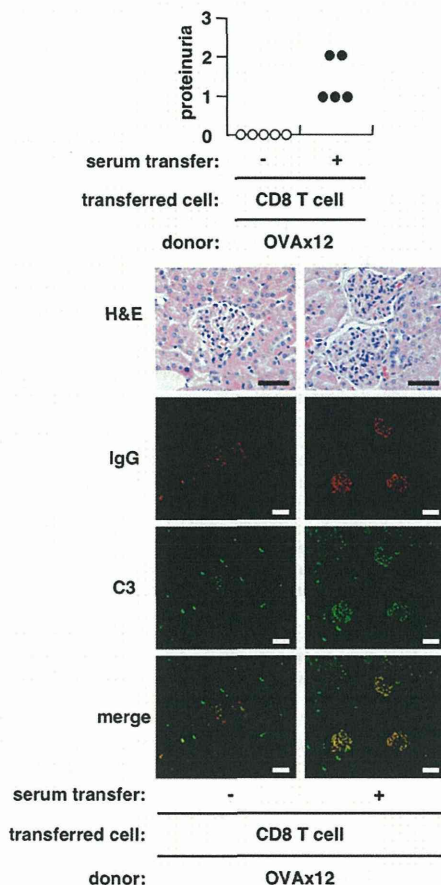 proteinuria
3
2
1
0
serum transfer: - +
transferred cell: CD8 T cell
donor: OVAx12
H&E
IgG
C3
merge
serum transfer: - +
transferred cell: CD8 T cell
donor: OVAx12